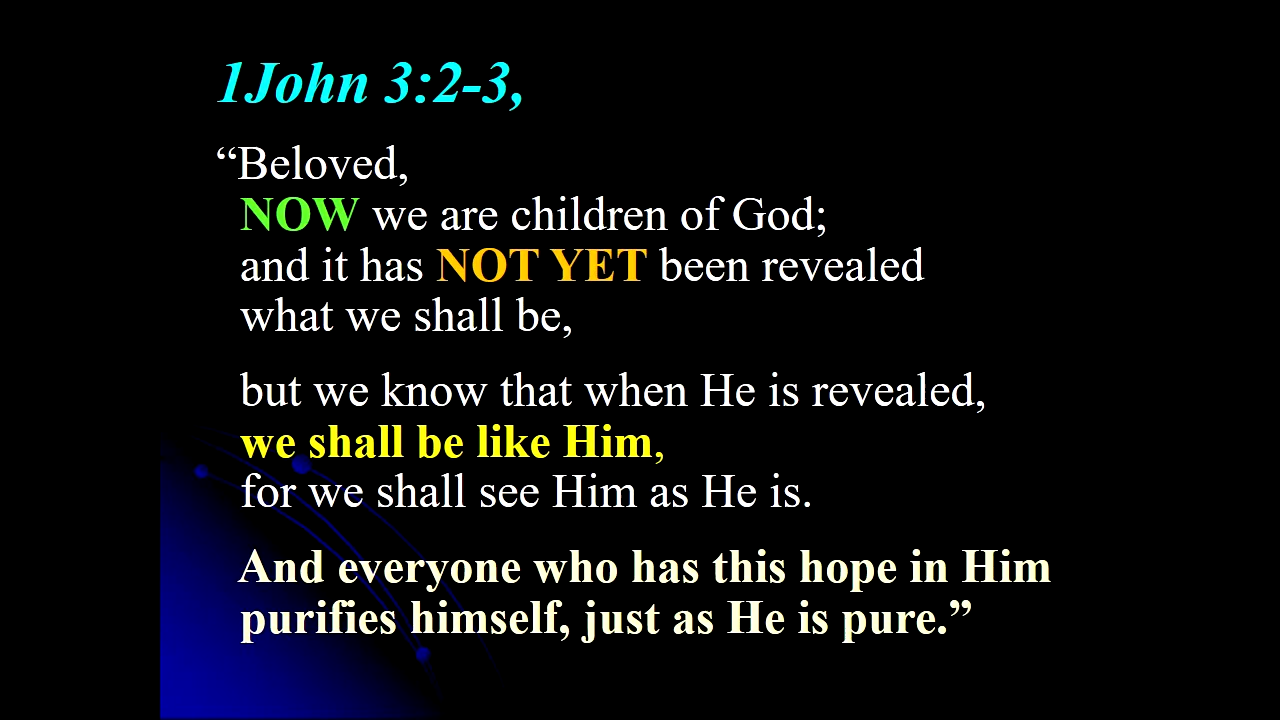 1John 3:2-3,
“Beloved,
NOW we are children of God;
and it has NOT YET been revealed
what we shall be,
but we know that when He is revealed,
we shall be like Him,
for we shall see Him as He is.
And everyone who has this hope in Him
purifies himself, just as He is pure.”